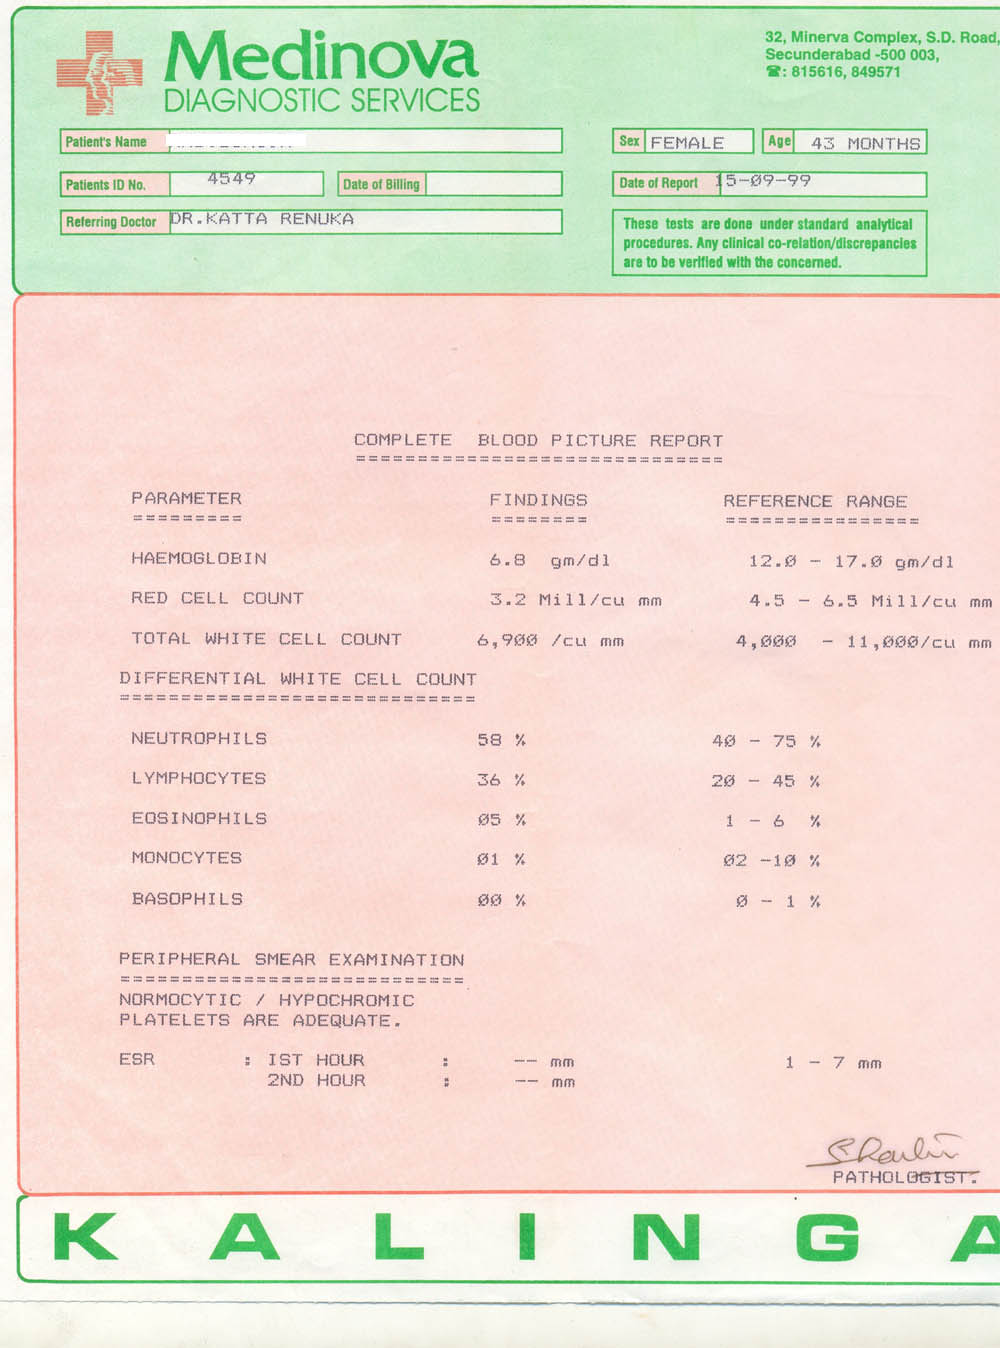 Medinova
DIAGNOSTIC SERVICES
32, Minerva Complex, S.D. Road,
Secunderabad -500 003,
☎: 815616, 849571
Patient's Name
Sex FEMALE Age 43 MONTHS
Patients ID No. 4549 Date of Billing
Date of Report 15-09-99
Referring Doctor DR.KATTA RENUKA
These tests are done under standard analytical
procedures. Any clinical co-relation/discrepancies
are to be verified with the concerned.
COMPLETE BLOOD PICTURE REPORT
==============================
PARAMETER FINDINGS REFERENCE RANGE
========= ======== ================
HAEMOGLOBIN 6.8 gm/dl 12.0 - 17.0 gm/dl
RED CELL COUNT 3.2 Mill/cu mm 4.5 - 6.5 Mill/cu mm
TOTAL WHITE CELL COUNT 6,900 /cu mm 4,000 - 11,000/cu mm
DIFFERENTIAL WHITE CELL COUNT
=============================
NEUTROPHILS 58 % 40 - 75 %
LYMPHOCYTES 36 % 20 - 45 %
EOSINOPHILS 05 % 1 - 6 %
MONOCYTES 01 % 02 -10 %
BASOPHILS 00 % 0 - 1 %
PERIPHERAL SMEAR EXAMINATION
============================
NORMOCYTIC / HYPOCHROMIC
PLATELETS ARE ADEQUATE.
ESR : IST HOUR : -- mm 1 - 7 mm
2ND HOUR : -- mm
PATHOLOGIST.
KALINGA